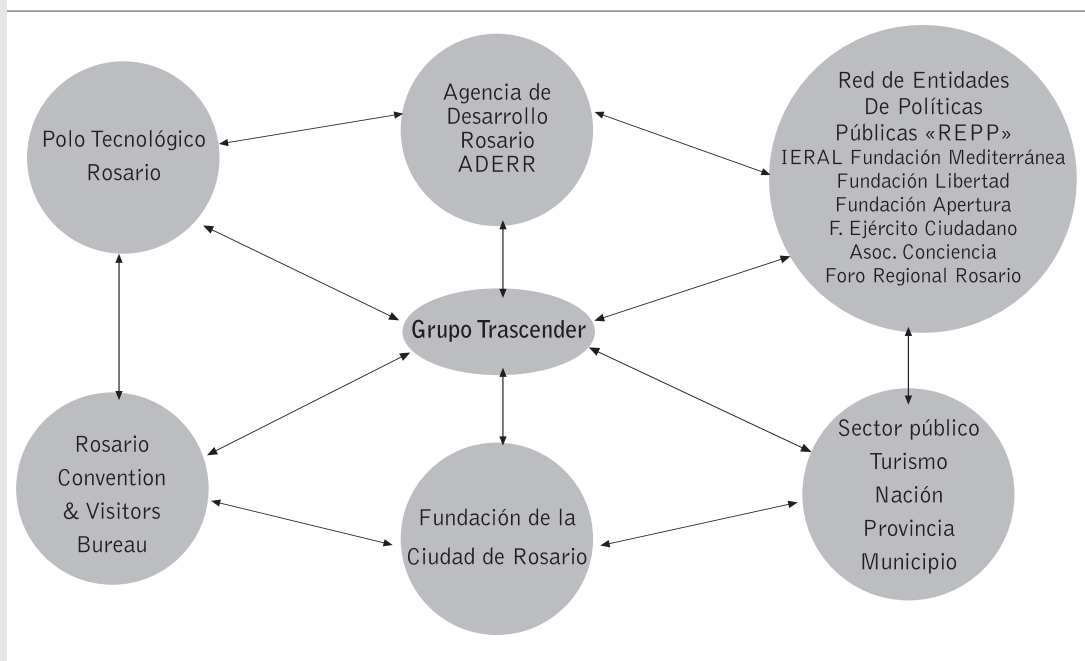 Polo Tecnológico
Rosario
Agencia de
Desarrollo
Rosario
ADERR
Red de Entidades
De Políticas
Públicas «REPP»
IERAL Fundación Mediterránea
Fundación Libertad
Fundación Apertura
F. Ejército Ciudadano
Asoc. Conciencia
Foro Regional Rosario
Grupo Trascender
Rosario
Convention
& Visitors
Bureau
Fundación de la
Ciudad de Rosario
Sector público
Turismo
Nación
Provincia
Municipio